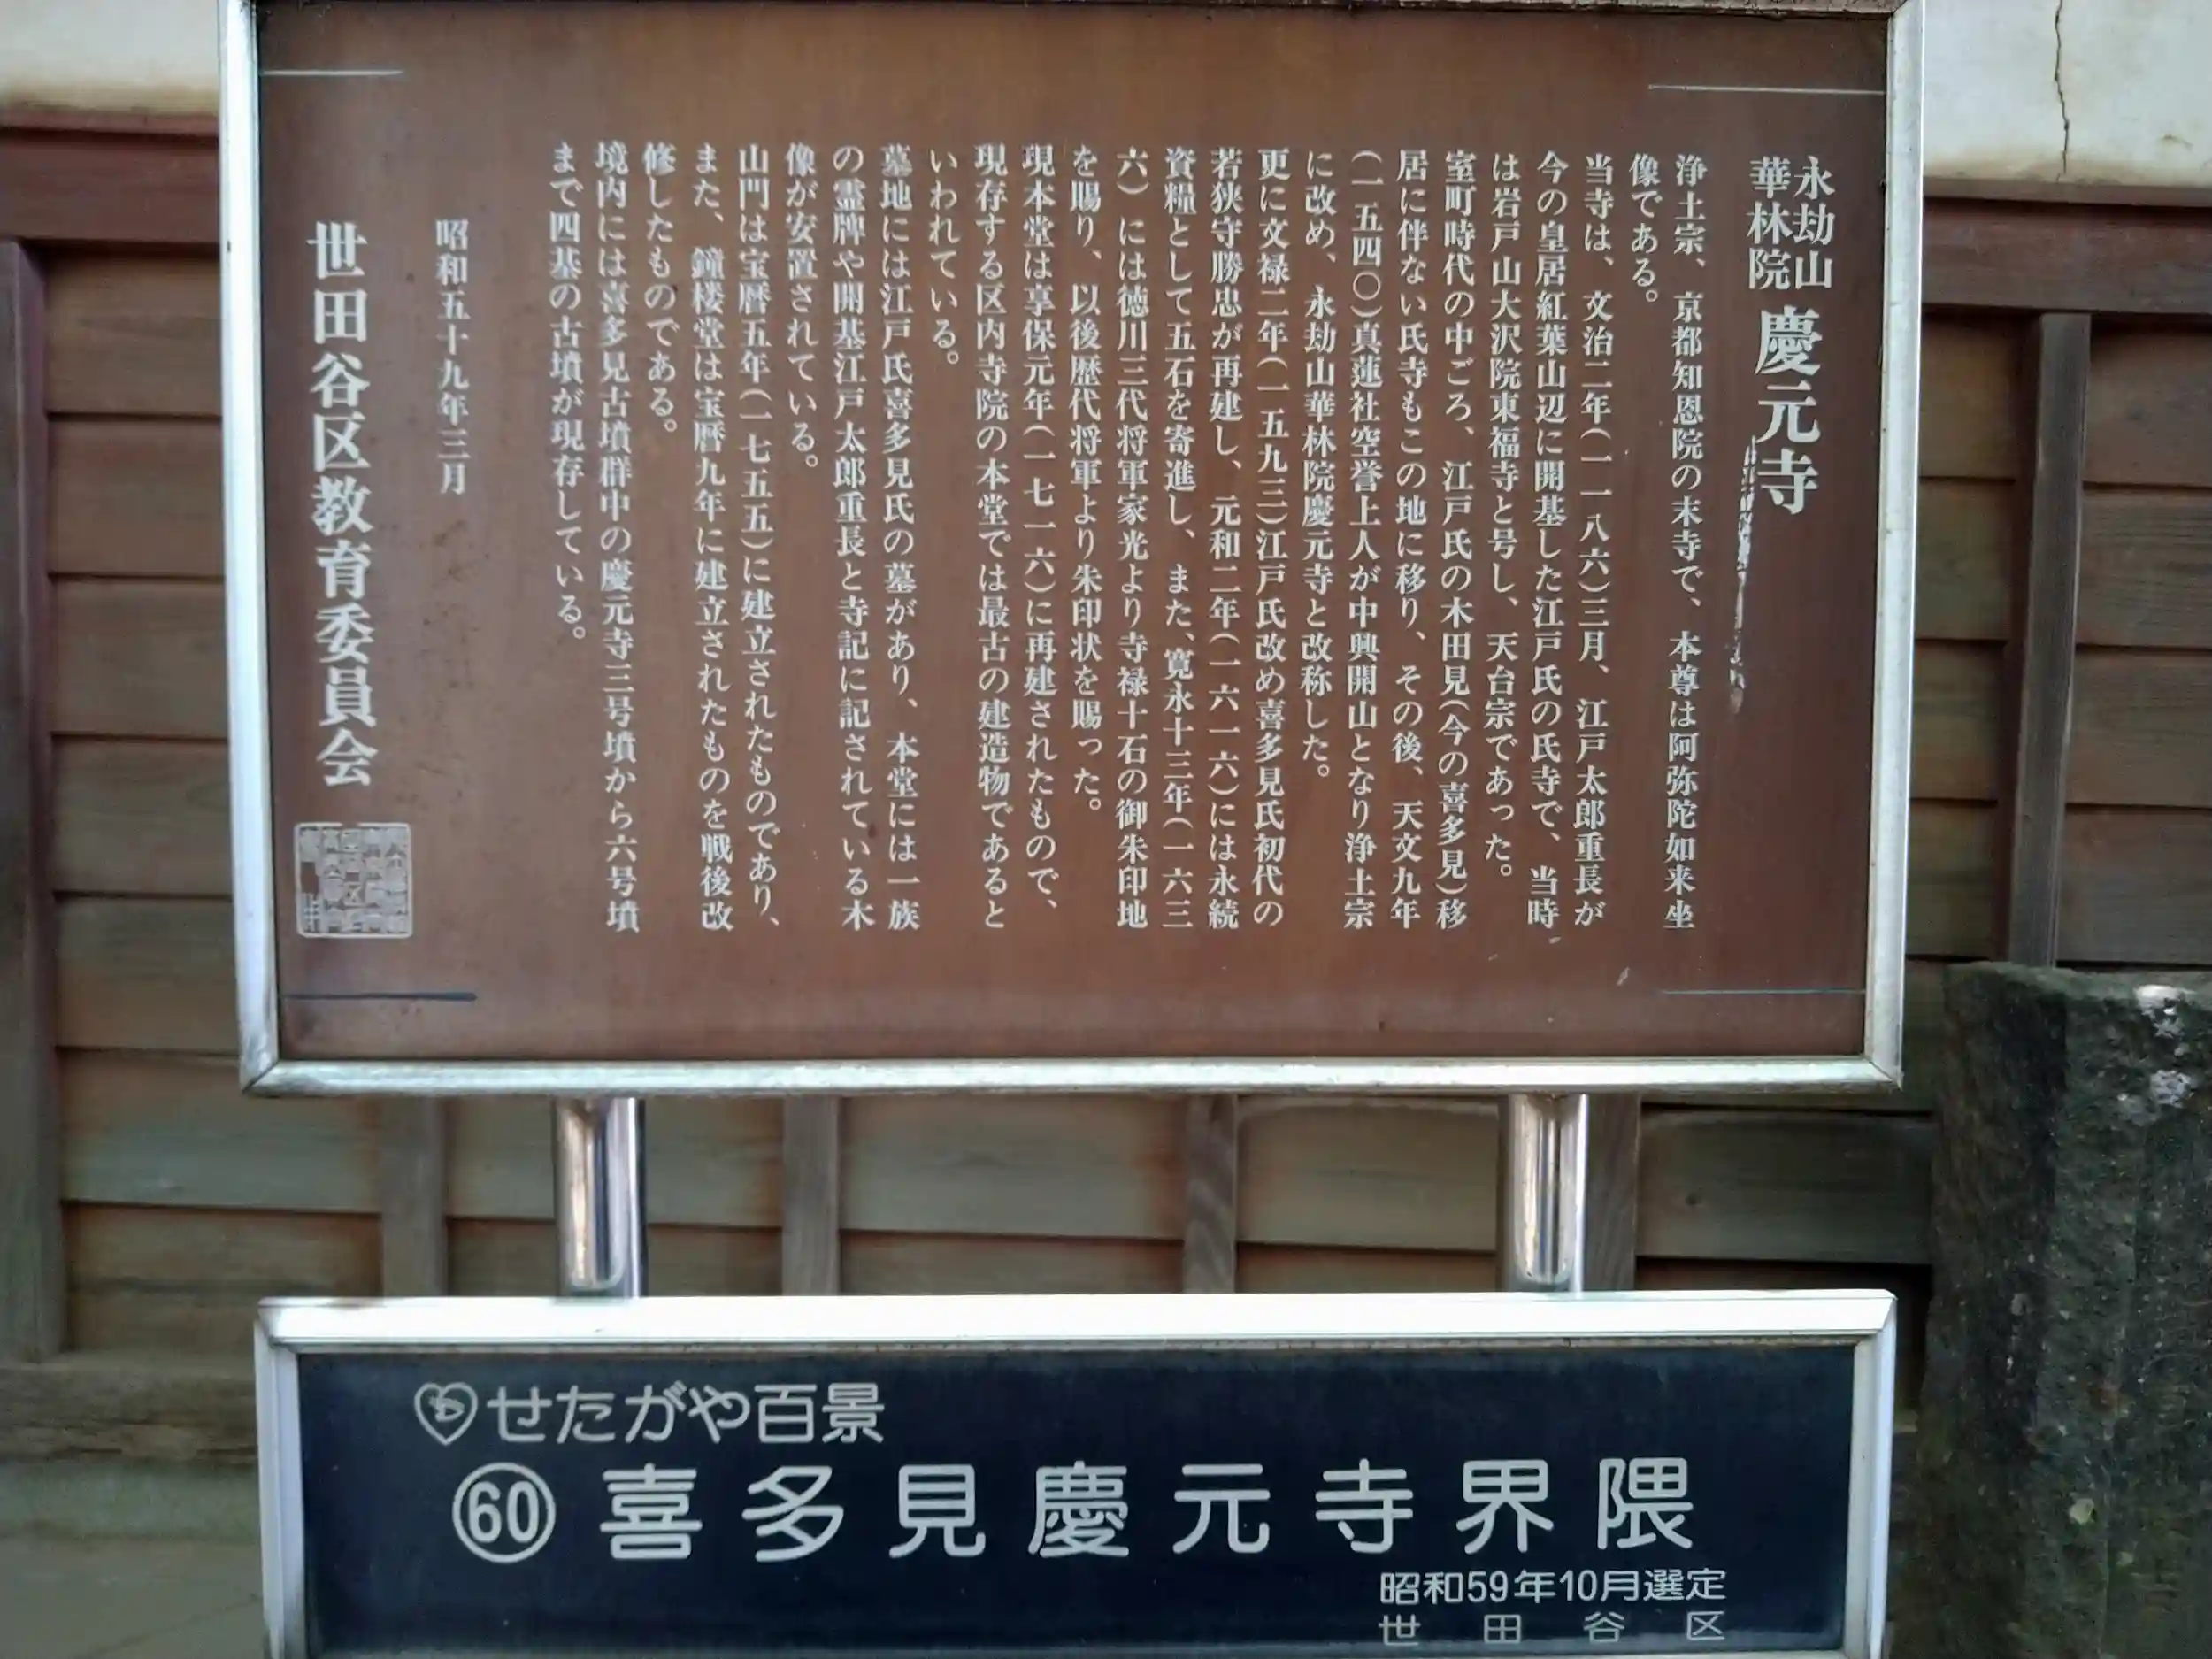 永劫山
華林院
慶元寺
浄土宗、京都知恩院の末寺で、本尊は阿弥陀如来坐
像である。
当寺は、文治二年(一一八六)三月、江戸太郎重長が
今の皇居紅葉山辺に開基した江戸氏の氏寺で、当時
は岩戸山大沢院東福寺と号し、天台宗であった。
室町時代の中ごろ、江戸氏の木田見(今の喜多見)移
居に伴ない氏寺もこの地に移り、その後、天文九年
(一五四〇)真蓮社空誉上人が中興開山となり浄土宗
に改め、永劫山華林院慶元寺と改称した。
更に文禄二年(一五九三)江戸氏改め喜多見氏初代の
若狭守勝忠が再建し、元和二年(一六一六)には永続
資糧として五石を寄進し、また、寛永十三年(一六三
六)には徳川三代将軍家光より寺禄十石の御朱印地
を賜り、以後歴代将軍より朱印状を賜った。
現本堂は享保元年(一七一六)に再建されたもので、
現存する区内寺院の本堂では最古の建造物であると
いわれている。
墓地には江戸氏喜多見氏の墓があり、本堂には一族
の霊牌や開基江戸太郎重長と寺記に記されている木
像が安置されている。
山門は宝暦五年(一七五五)に建立されたものであり、
また、鐘楼堂は宝暦九年に建立されたものを戦後改
修したものである。
境内には喜多見古墳群中の慶元寺三号墳から六号墳
まで四基の古墳が現存している。
昭和五十九年三月
世田谷区教育委員会
せたがや百景
60 喜多見慶元寺界隈
昭和59年10月選定
世田谷区